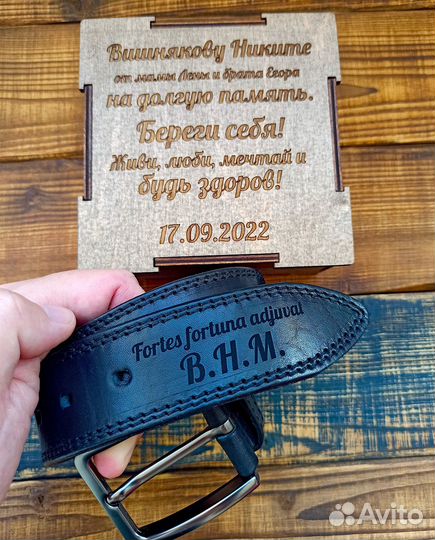 Вишнякову Никите
от мамы Лены и брата Егора
на долгую память.
Береги себя!
Живи, люби, мечтай и
будь здоров!
17.09.2022
Fortes fortuna adjuvat
В.Н.М.
Avito